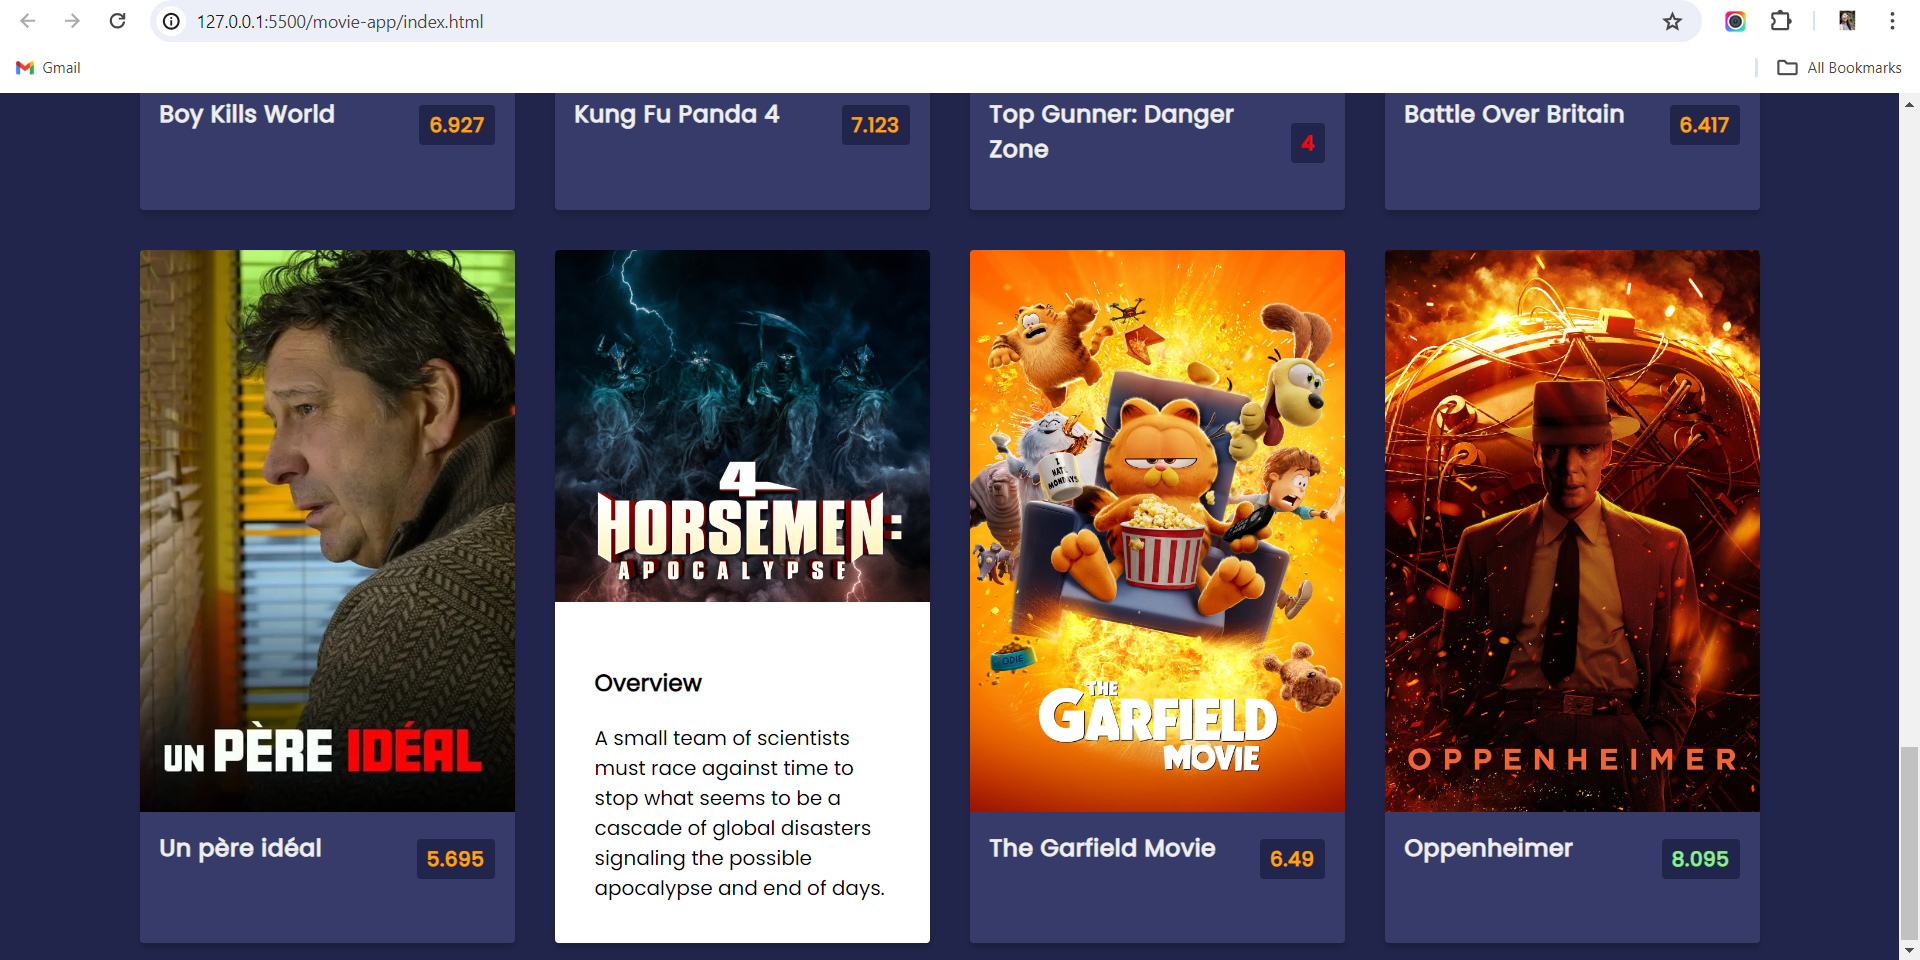 127.0.0.1:5500/movie-app/index.html
Gmail
All Bookmarks
Boy Kills World
6.927
Kung Fu Panda 4
7.123
Top Gunner: Danger
Zone
4
Battle Over Britain
6.417
UN PÈRE IDÉAL
Un père idéal
5.695
4
HORSEMEN:
APOCALYPSE
Overview
A small team of scientists
must race against time to
stop what seems to be a
cascade of global disasters
signaling the possible
apocalypse and end of days.
I
HATE
MONDAYS
ODIE
THE
GARFIELD
MOVIE
The Garfield Movie
6.49
OPPENHEIMER
Oppenheimer
8.095